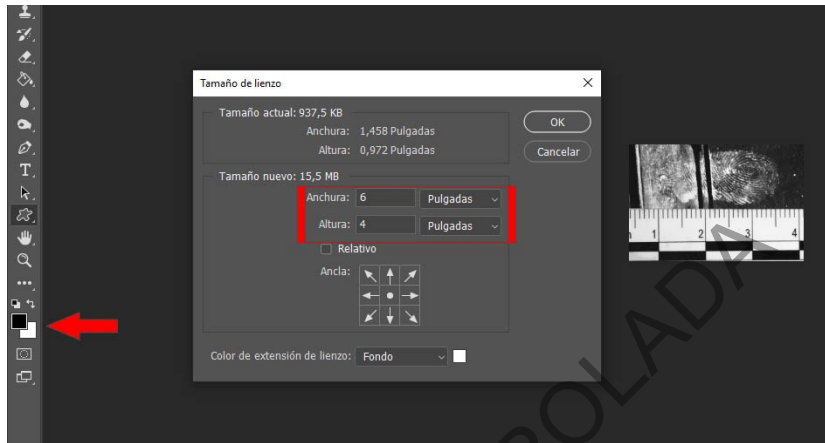 Tamaño de lienzo
Tamaño actual: 937,5 KB
Anchura: 1,458 Pulgadas
Altura: 0,972 Pulgadas
OK
Cancelar
Tamaño nuevo: 15,5 MB
Anchura: 6 Pulgadas
Altura: 4 Pulgadas
Relativo
Ancla:
Color de extensión de lienzo: Fondo
1 2 3 4
OLADA